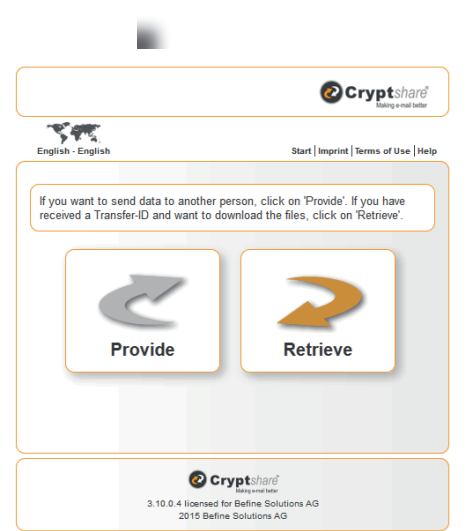 Cryptshare
Making e-mail better
English - English
Start | Imprint | Terms of Use | Help
If you want to send data to another person, click on 'Provide'. If you have
received a Transfer-ID and want to download the files, click on 'Retrieve'.
Provide
Retrieve
Cryptshare
Making e-mail better
3.10.0.4 licensed for Befine Solutions AG
2015 Befine Solutions AG